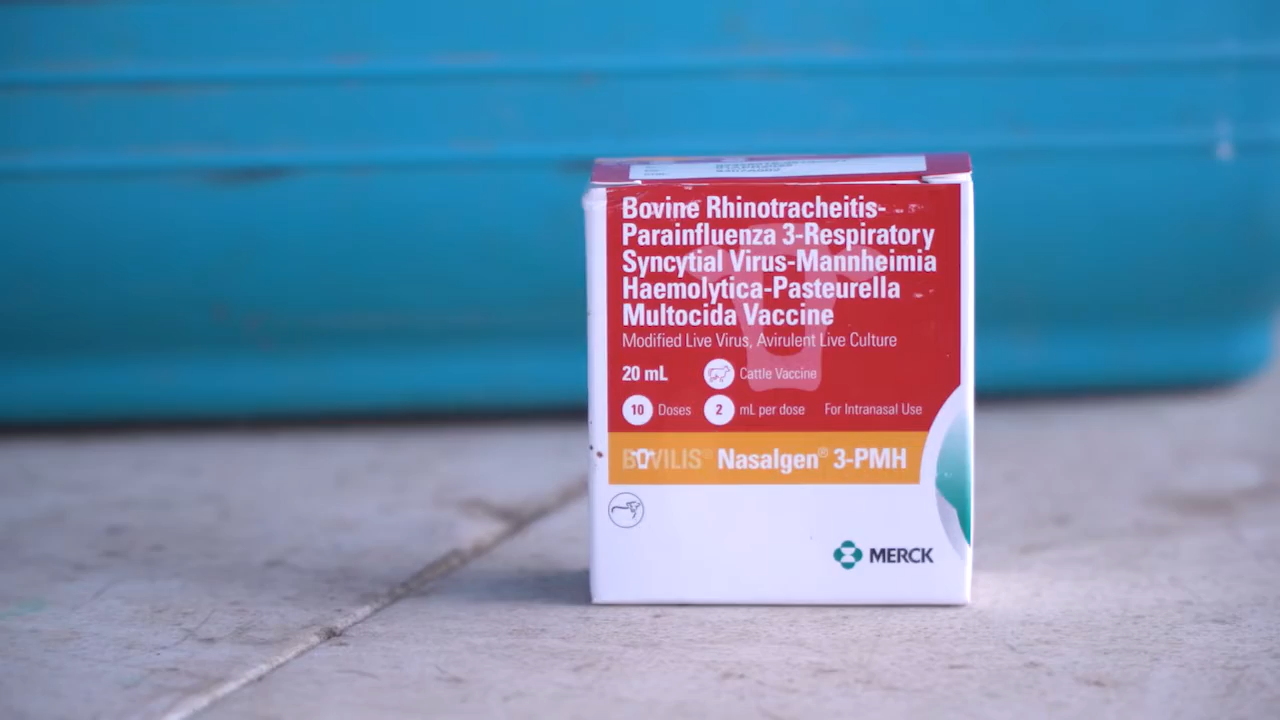 Bovine Rhinotracheitis-
Parainfluenza 3-Respiratory
Syncytial Virus-Mannheimia
Haemolytica-Pasteurella
Multocida Vaccine
Modified Live Virus, Avirulent Live Culture
20 mL Cattle Vaccine
10 Doses 2 mL per dose For Intranasal Use
BOVILIS® Nasalgen® 3-PMH
MERCK